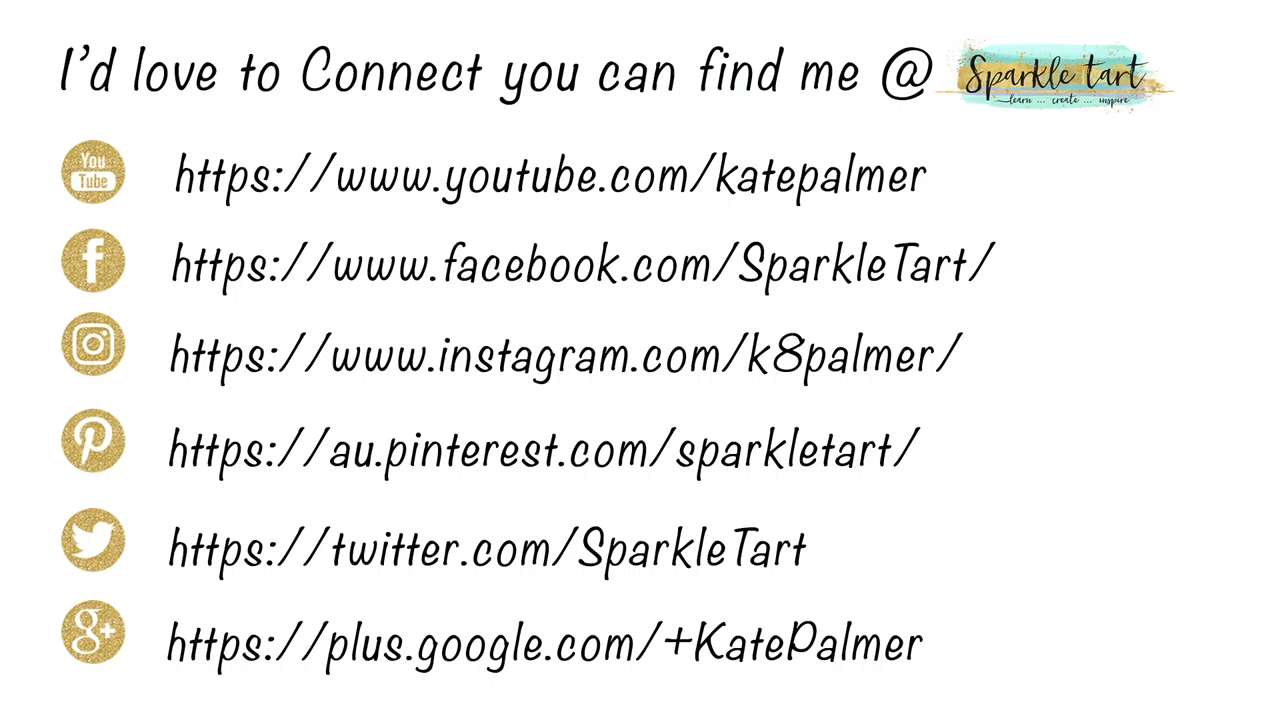 I'd love to Connect you can find me @ Sparkle tart
learn ... create ... inspire
You
Tube
https://www.youtube.com/katepalmer
f
https://www.facebook.com/SparkleTart/
https://www.instagram.com/k8palmer/
https://au.pinterest.com/sparkletart/
https://twitter.com/SparkleTart
g+
https://plus.google.com/+KatePalmer